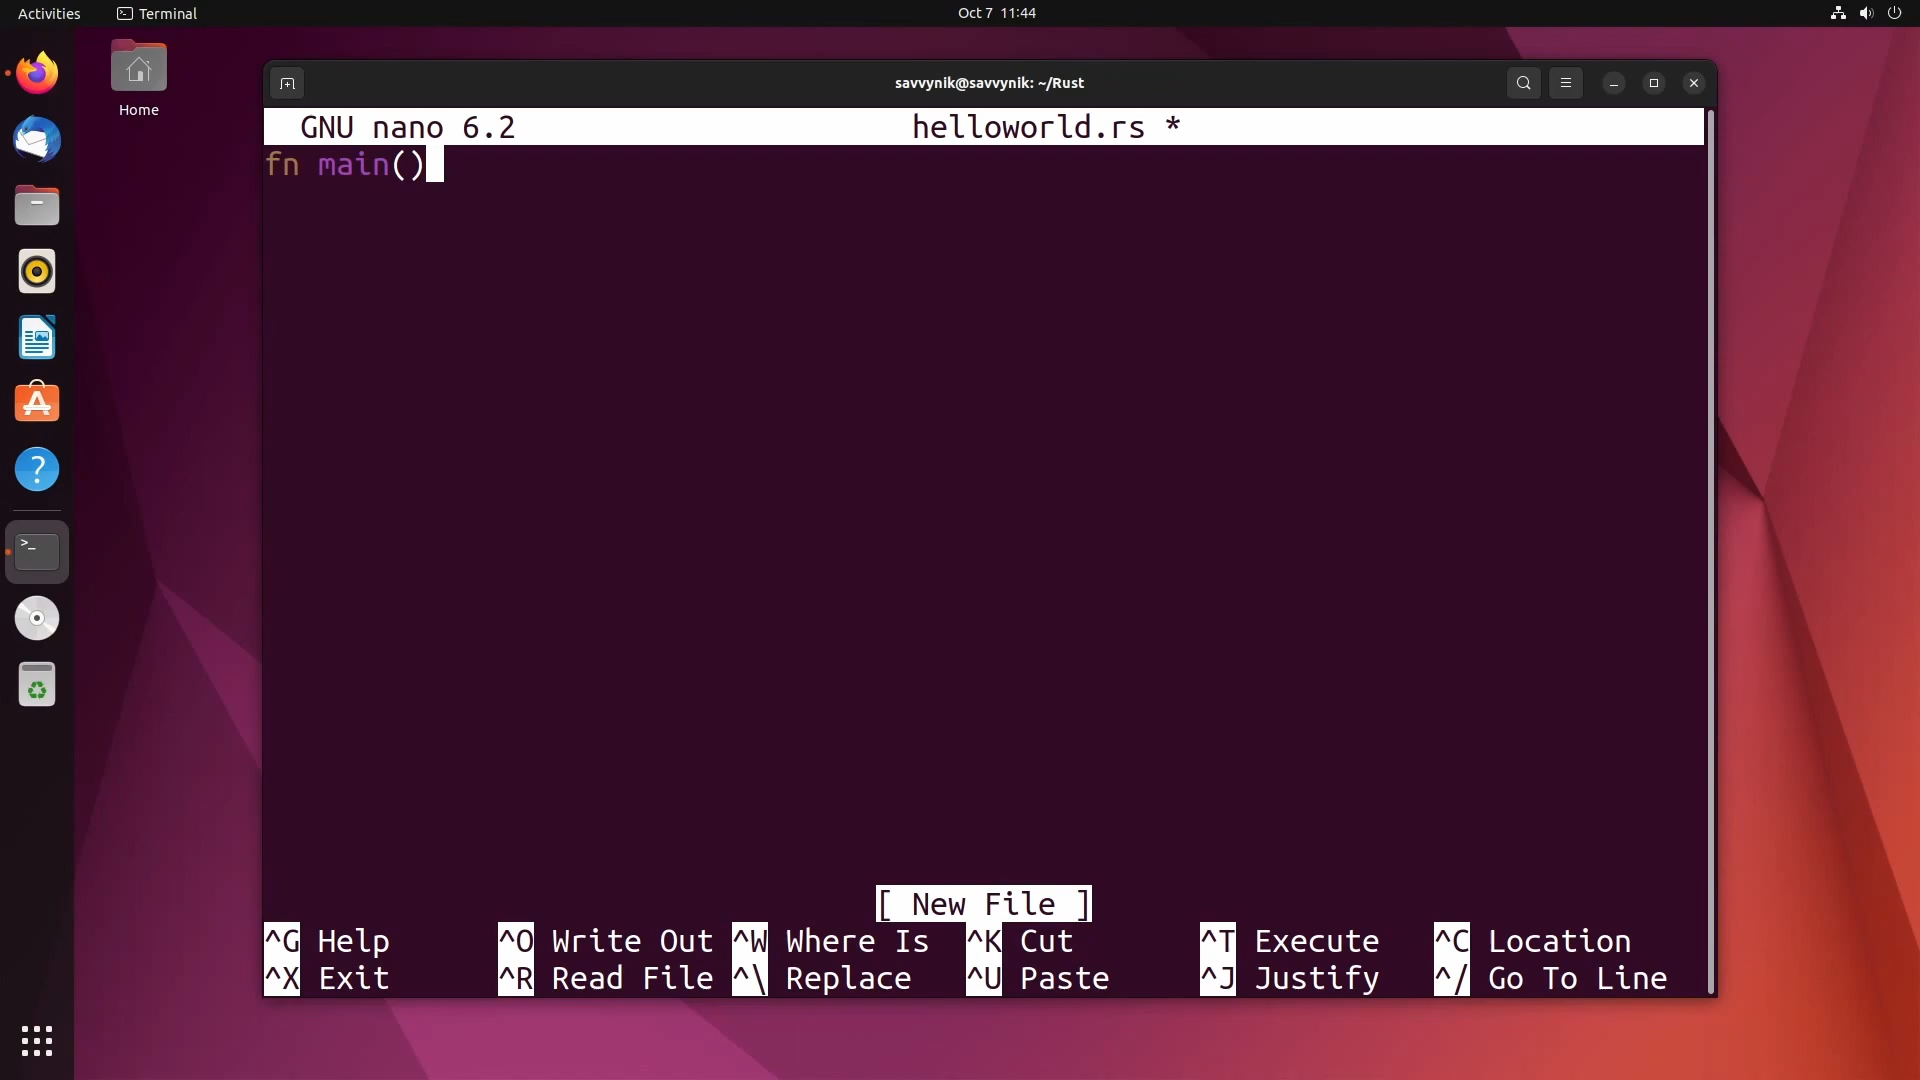 Activities
Terminal
Oct 7 11:44
Home
savvynik@savvynik: ~/Rust
GNU nano 6.2 helloworld.rs *
fn main()
[ New File ]
^G Help ^O Write Out ^W Where Is ^K Cut ^T Execute ^C Location
^X Exit ^R Read File ^\ Replace ^U Paste ^J Justify ^/ Go To Line